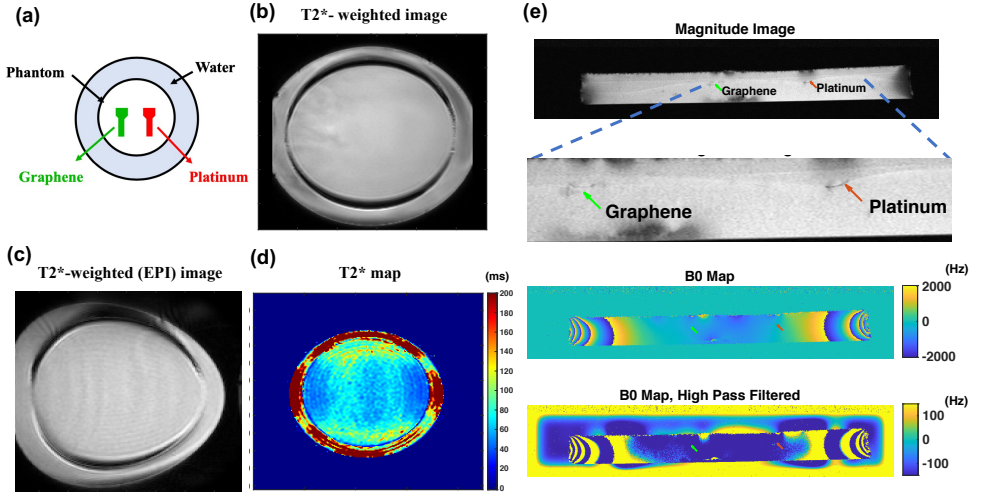 (a)
Phantom
Water
Graphene
Platinum
(b)
T2*- weighted image
(c)
T2*-weighted (EPI) image
(d)
T2* map
(ms)
200
180
160
140
120
100
80
60
40
20
0
(e)
Magnitude Image
Graphene
Platinum
Graphene
Platinum
B0 Map
(Hz)
2000
0
-2000
B0 Map, High Pass Filtered
(Hz)
100
0
-100